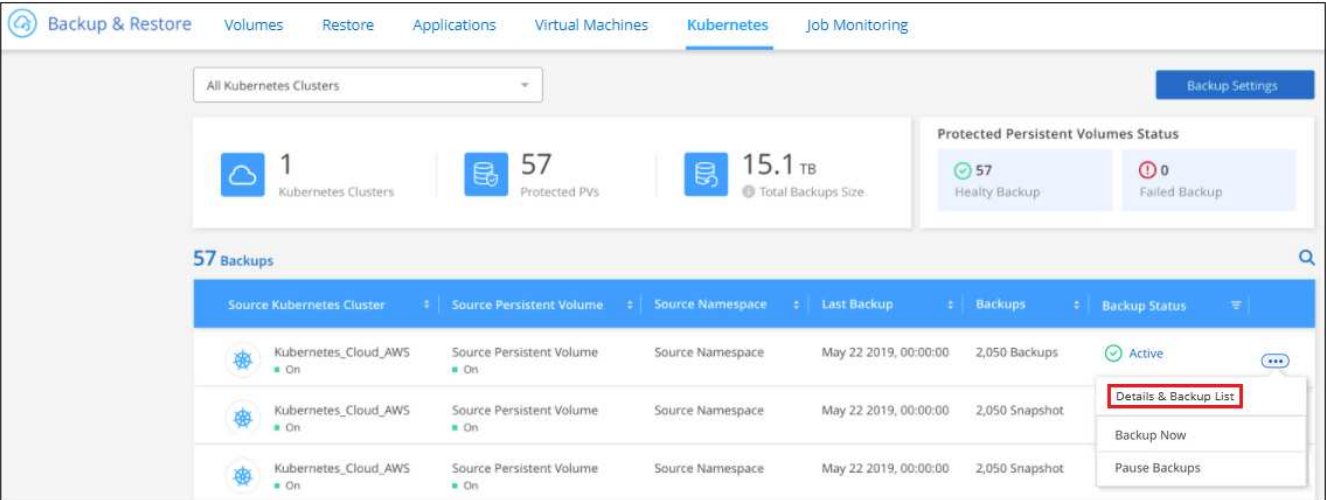 Backup & Restore Volumes Restore Applications Virtual Machines Kubernetes Job Monitoring
All Kubernetes Clusters
Backup Settings
1
Kubernetes Clusters
57
Protected PVs
15.1 TB
Total Backups Size
Protected Persistent Volumes Status
57
Healty Backup
0
Failed Backup
57 Backups
Source Kubernetes Cluster Source Persistent Volume Source Namespace Last Backup Backups Backup Status
Kubernetes_Cloud_AWS Source Persistent Volume Source Namespace May 22 2019, 00:00:00 2,050 Backups Active
On On
Details & Backup List
Kubernetes_Cloud_AWS Source Persistent Volume Source Namespace May 22 2019, 00:00:00 2,050 Snapshot
On On
Backup Now
Kubernetes_Cloud_AWS Source Persistent Volume Source Namespace May 22 2019, 00:00:00 2,050 Snapshot Pause Backups
On On